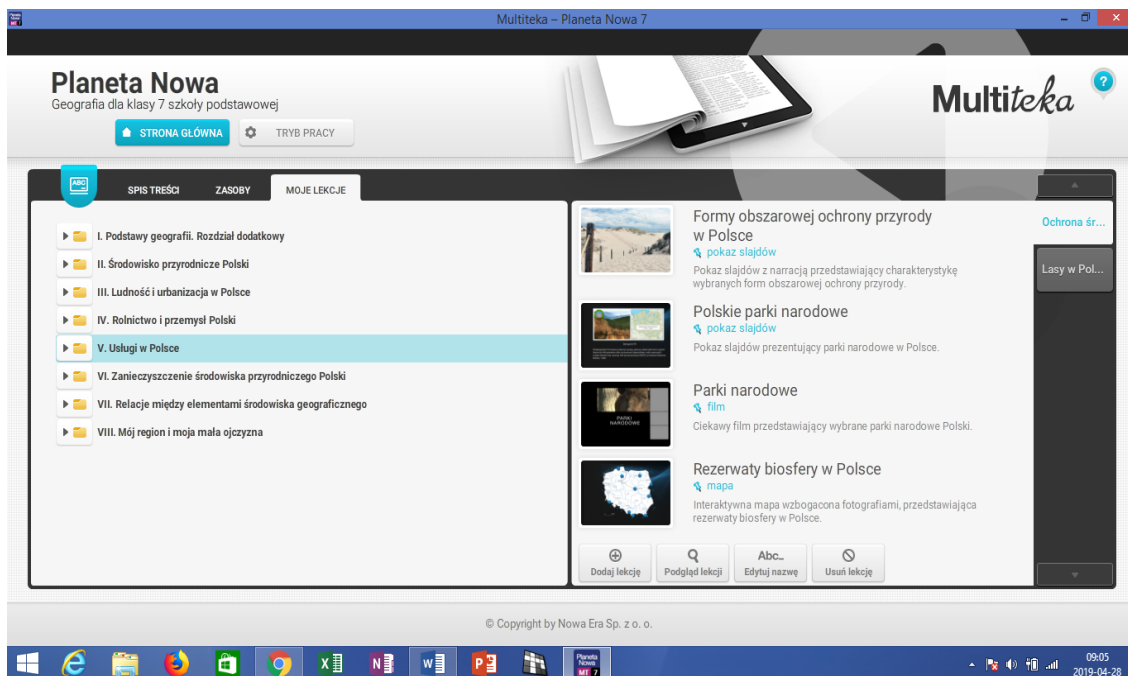 Multiteka – Planeta Nowa 7
Planeta Nowa
Geografia dla klasy 7 szkoły podstawowej
STRONA GŁÓWNA
TRYB PRACY
Multiteka
?
ABC
SPIS TREŚCI
ZASOBY
MOJE LEKCJE
I. Podstawy geografii. Rozdział dodatkowy
II. Środowisko przyrodnicze Polski
III. Ludność i urbanizacja w Polsce
IV. Rolnictwo i przemysł Polski
V. Usługi w Polsce
VI. Zanieczyszczenie środowiska przyrodniczego Polski
VII. Relacje między elementami środowiska geograficznego
VIII. Mój region i moja mała ojczyzna
Formy obszarowej ochrony przyrody
w Polsce
pokaz slajdów
Pokaz slajdów z narracją przedstawiający charakterystykę
wybranych form obszarowej ochrony przyrody.
Polskie parki narodowe
pokaz slajdów
Pokaz slajdów prezentujący parki narodowe w Polsce.
PARKI
NARODOWE
Parki narodowe
film
Ciekawy film przedstawiający wybrane parki narodowe Polski.
Rezerwaty biosfery w Polsce
mapa
Interaktywna mapa wzbogacona fotografiami, przedstawiająca
rezerwaty biosfery w Polsce.
Dodaj lekcję
Podgląd lekcji
Abc_
Edytuj nazwę
Usuń lekcję
Ochrona śr...
Lasy w Pol...
© Copyright by Nowa Era Sp. z o. o.
Planeta
Nowa
MT 7
09:05
2019-04-28